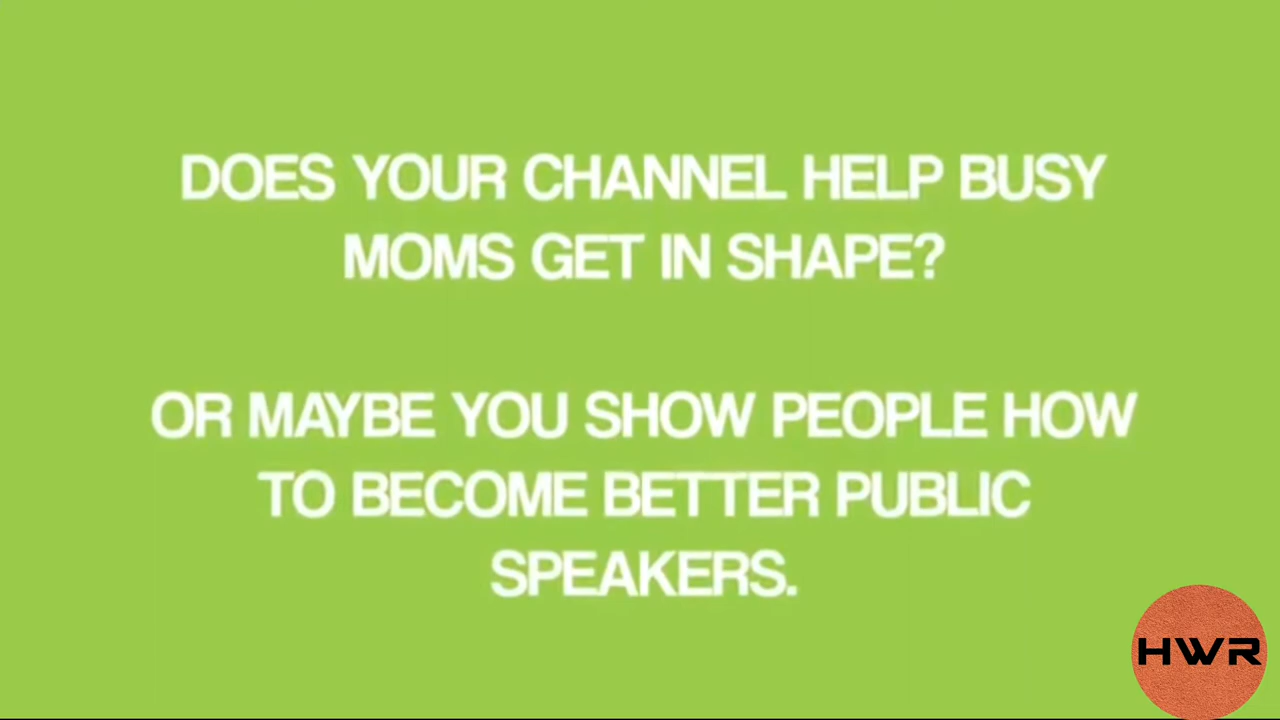 DOES YOUR CHANNEL HELP BUSY
MOMS GET IN SHAPE?
OR MAYBE YOU SHOW PEOPLE HOW
TO BECOME BETTER PUBLIC
SPEAKERS.
HWR